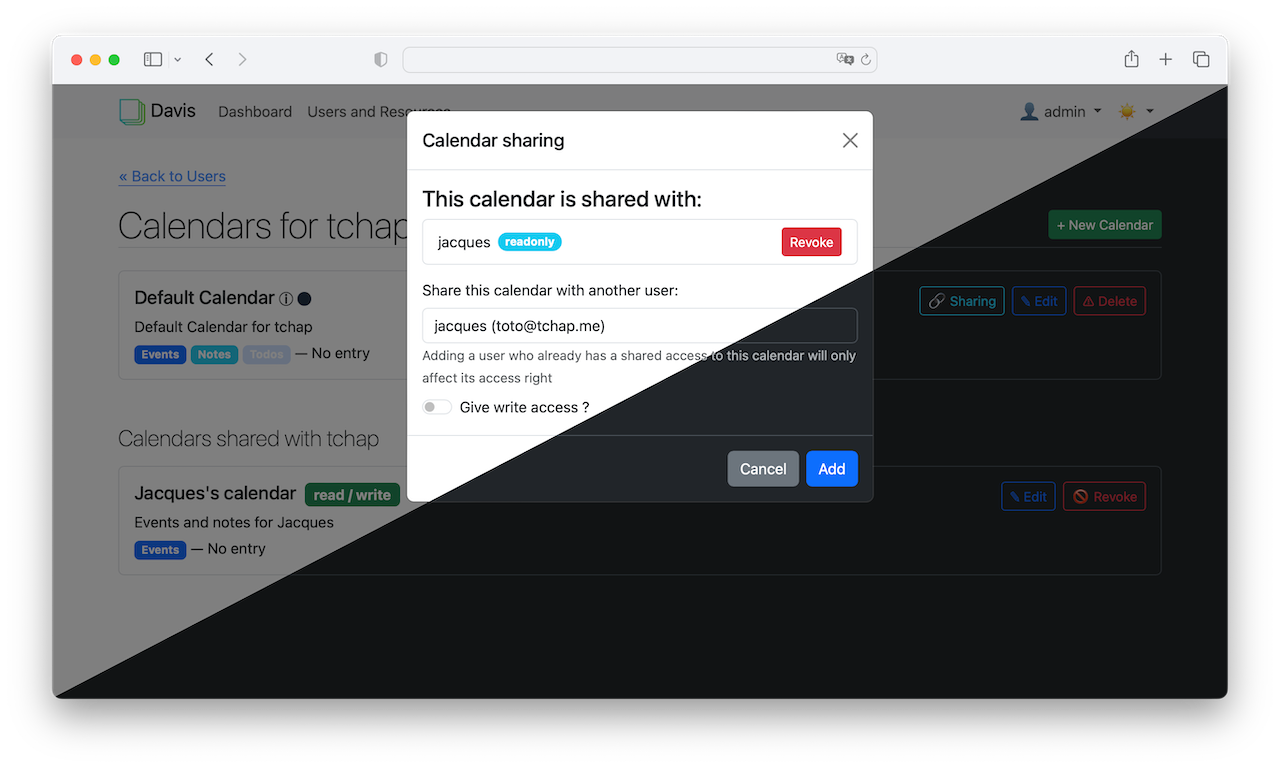 Davis Dashboard Users and Resources admin
Calendar sharing
« Back to Users
This calendar is shared with:
Calendars for tchap
+ New Calendar
jacques readonly Revoke
Share this calendar with another user:
Default Calendar
Sharing Edit Delete
Default Calendar for tchap
jacques (toto@tchap.me)
Events Notes Todos — No entry
Adding a user who already has a shared access to this calendar will only
affect its access right
Give write access ?
Calendars shared with tchap
Cancel Add
Jacques's calendar read / write
Edit Revoke
Events and notes for Jacques
Events — No entry